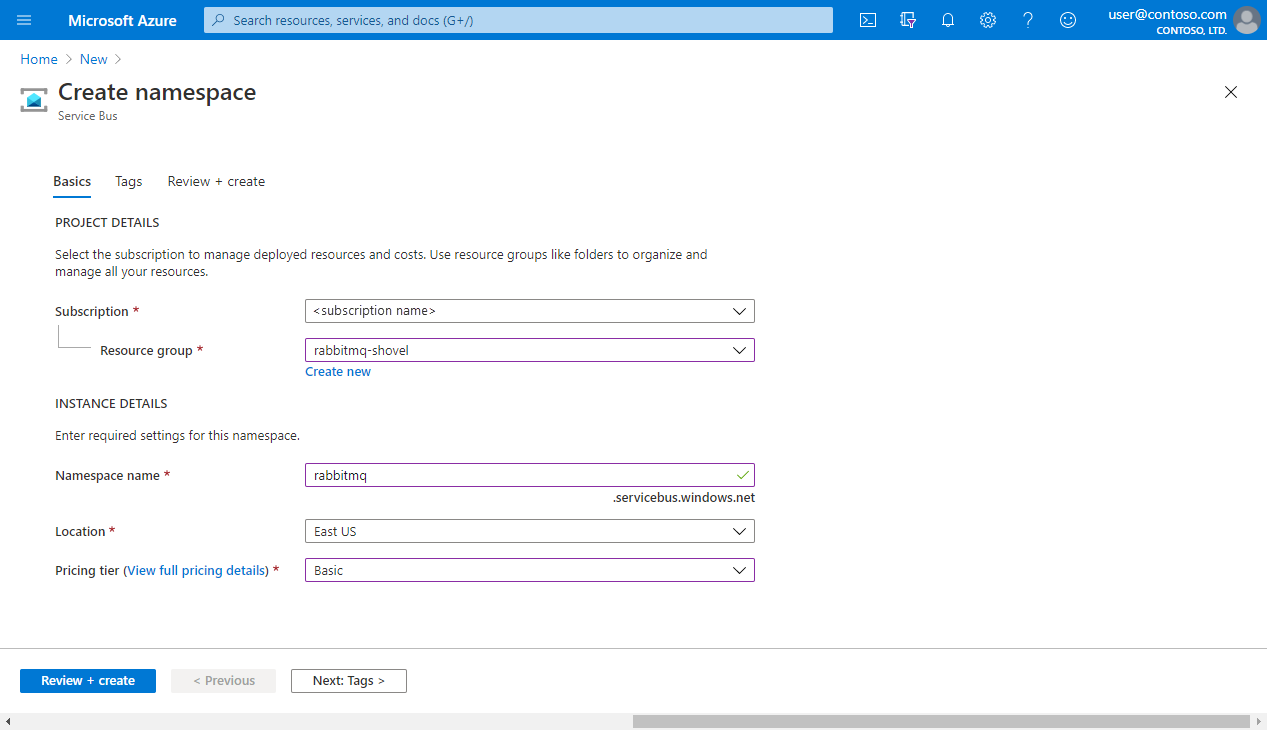 Microsoft Azure
Search resources, services, and docs (G+/)
user@contoso.com
CONTOSO, LTD.
Home > New >
Create namespace
Service Bus
Basics Tags Review + create
PROJECT DETAILS
Select the subscription to manage deployed resources and costs. Use resource groups like folders to organize and
manage all your resources.
Subscription * <subscription name>
Resource group * rabbitmq-shovel
Create new
INSTANCE DETAILS
Enter required settings for this namespace.
Namespace name * rabbitmq
.servicebus.windows.net
Location * East US
Pricing tier (View full pricing details) * Basic
Review + create < Previous Next: Tags >